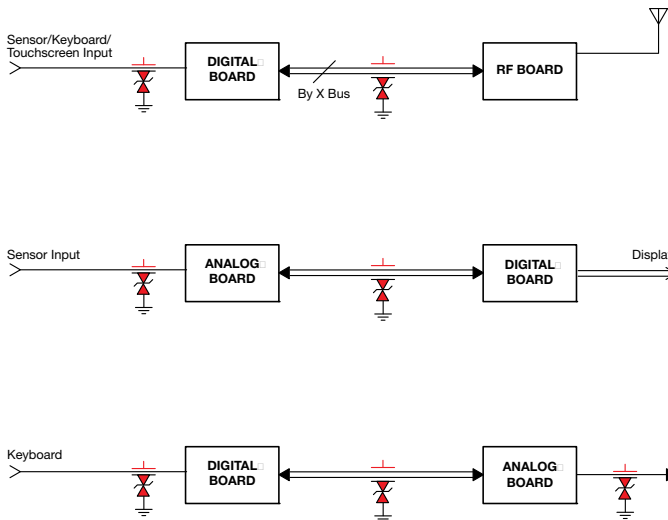 Sensor/Keyboard/
Touchscreen Input
DIGITAL
BOARD
By X Bus
RF BOARD
Sensor Input
ANALOG
BOARD
DIGITAL
BOARD
Display
Keyboard
DIGITAL
BOARD
ANALOG
BOARD